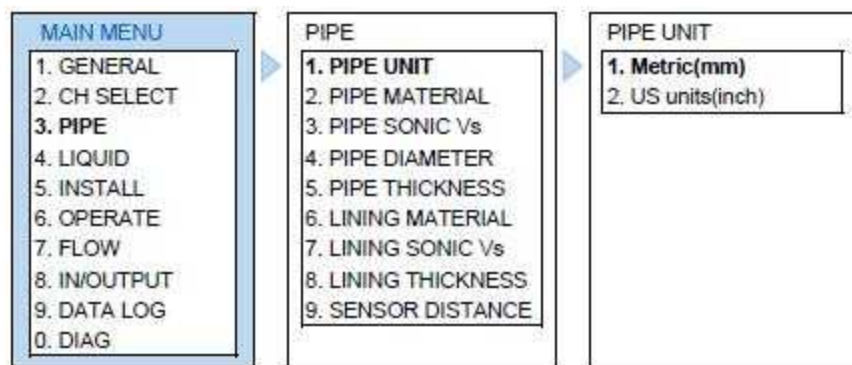 MAIN MENU
1. GENERAL
2. CH SELECT
3. PIPE
4. LIQUID
5. INSTALL
6. OPERATE
7. FLOW
8. IN/OUTPUT
9. DATA LOG
0. DIAG
PIPE
1. PIPE UNIT
2. PIPE MATERIAL
3. PIPE SONIC Vs
4. PIPE DIAMETER
5. PIPE THICKNESS
6. LINING MATERIAL
7. LINING SONIC Vs
8. LINING THICKNESS
9. SENSOR DISTANCE
PIPE UNIT
1. Metric(mm)
2. US units(inch)